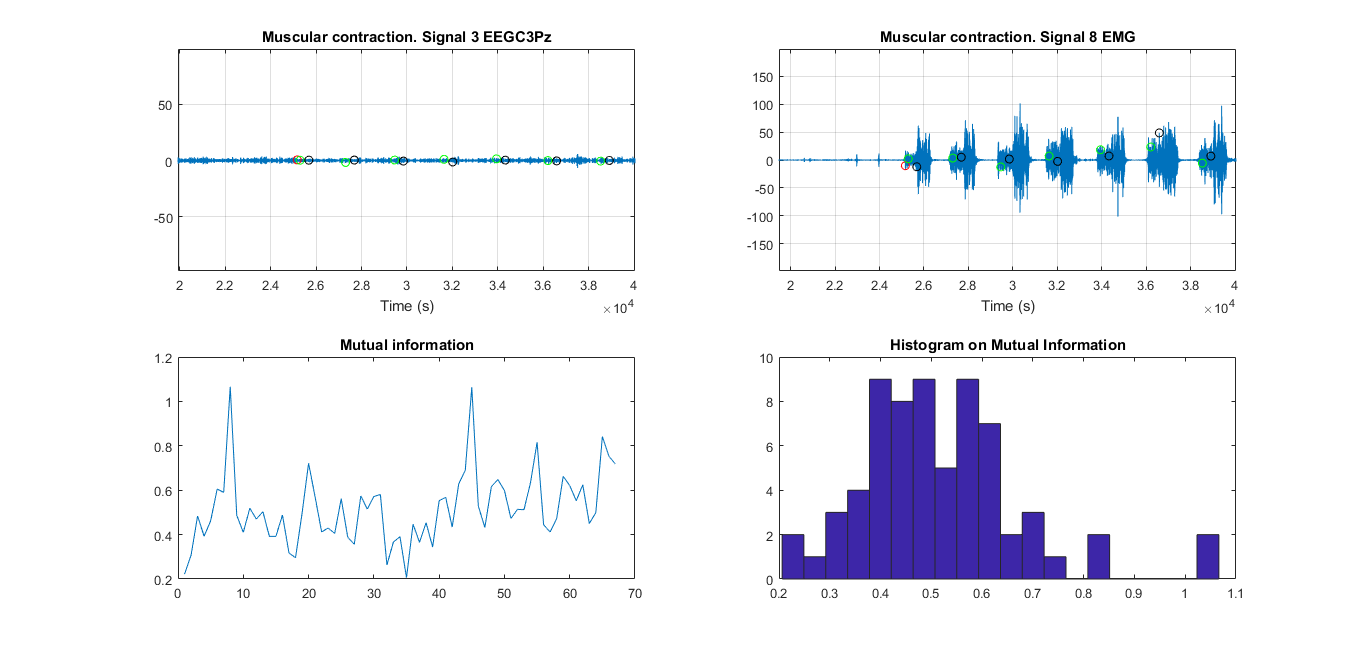 Muscular contraction. Signal 3 EEGC3Pz
50
0
-50
2 2.2 2.4 2.6 2.8 3 3.2 3.4 3.6 3.8 4
Time (s)
×10^4
Muscular contraction. Signal 8 EMG
150
100
50
0
-50
-100
-150
2 2.2 2.4 2.6 2.8 3 3.2 3.4 3.6 3.8 4
Time (s)
×10^4
Mutual information
1.2
1
0.8
0.6
0.4
0.2
0 10 20 30 40 50 60 70
Histogram on Mutual Information
10
8
6
4
2
0
0.2 0.3 0.4 0.5 0.6 0.7 0.8 0.9 1 1.1